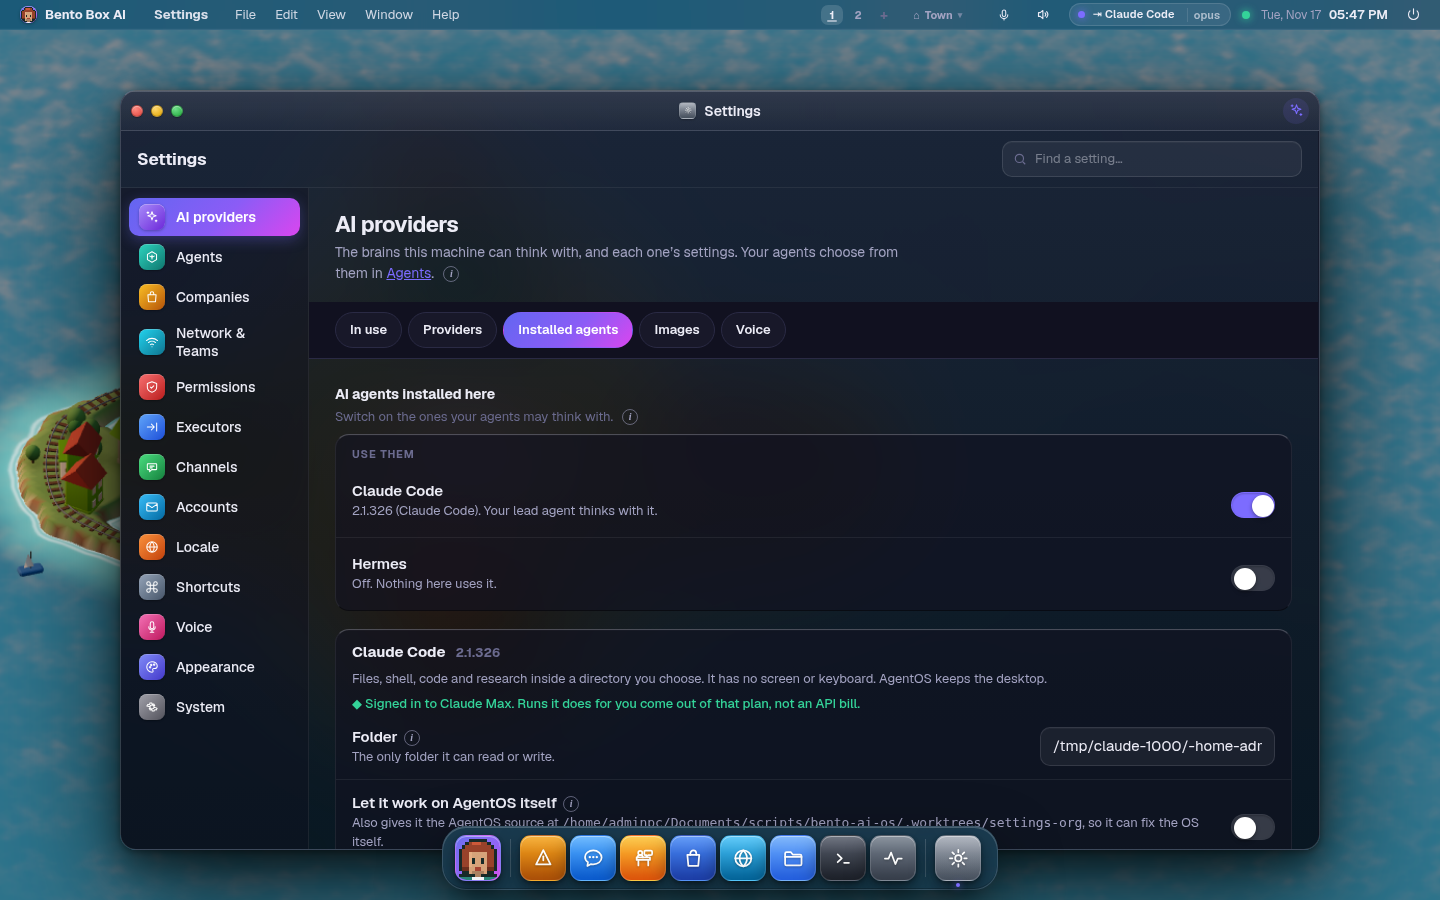 Bento Box AI Settings File Edit View Window Help 1 2 + Town Claude Code opus Tue, Nov 17 05:47 PM
Settings
Settings
Find a setting...
AI providers
Agents
Companies
Network &
Teams
Permissions
Executors
Channels
Accounts
Locale
Shortcuts
Voice
Appearance
System
AI providers
The brains this machine can think with, and each one's settings. Your agents choose from
them in Agents.
In use Providers Installed agents Images Voice
AI agents installed here
Switch on the ones your agents may think with.
USE THEM
Claude Code
2.1.326 (Claude Code). Your lead agent thinks with it.
Hermes
Off. Nothing here uses it.
Claude Code 2.1.326
Files, shell, code and research inside a directory you choose. It has no screen or keyboard. AgentOS keeps the desktop.
Signed in to Claude Max. Runs it does for you come out of that plan, not an API bill.
Folder
The only folder it can read or write.
/tmp/claude-1000/-home-adr
Let it work on AgentOS itself
Also gives it the AgentOS source at /home/adminpc/Documents/scripts/bento-ai-os/.worktrees/settings-org, so it can fix the OS
itself.